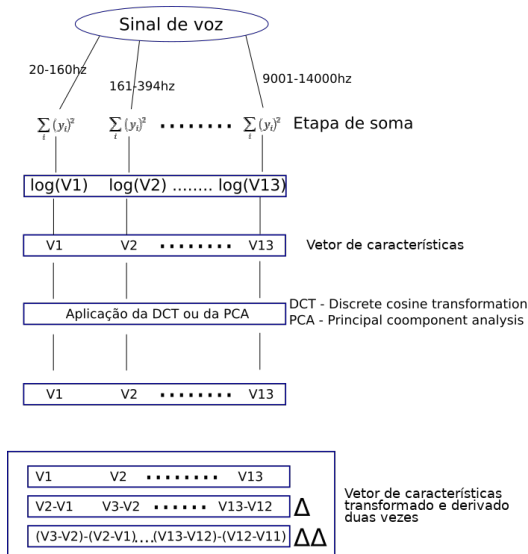 Sinal de voz
20-160hz
161-394hz
9001-14000hz
∑i (yi)² ∑i (yi)² ........ ∑i (yi)² Etapa de soma
log(V1) log(V2) ........ log(V13)
V1 V2 ........ V13 Vetor de características
Aplicação da DCT ou da PCA
DCT - Discrete cosine transformation
PCA - Principal coomponent analysis
V1 V2 ........ V13
V1 V2 ........ V13
V2-V1 V3-V2 ...... V13-V12 Δ
(V3-V2)-(V2-V1).... (V13-V12)-(V12-V11) ΔΔ
Vetor de características
transformado e derivado
duas vezes